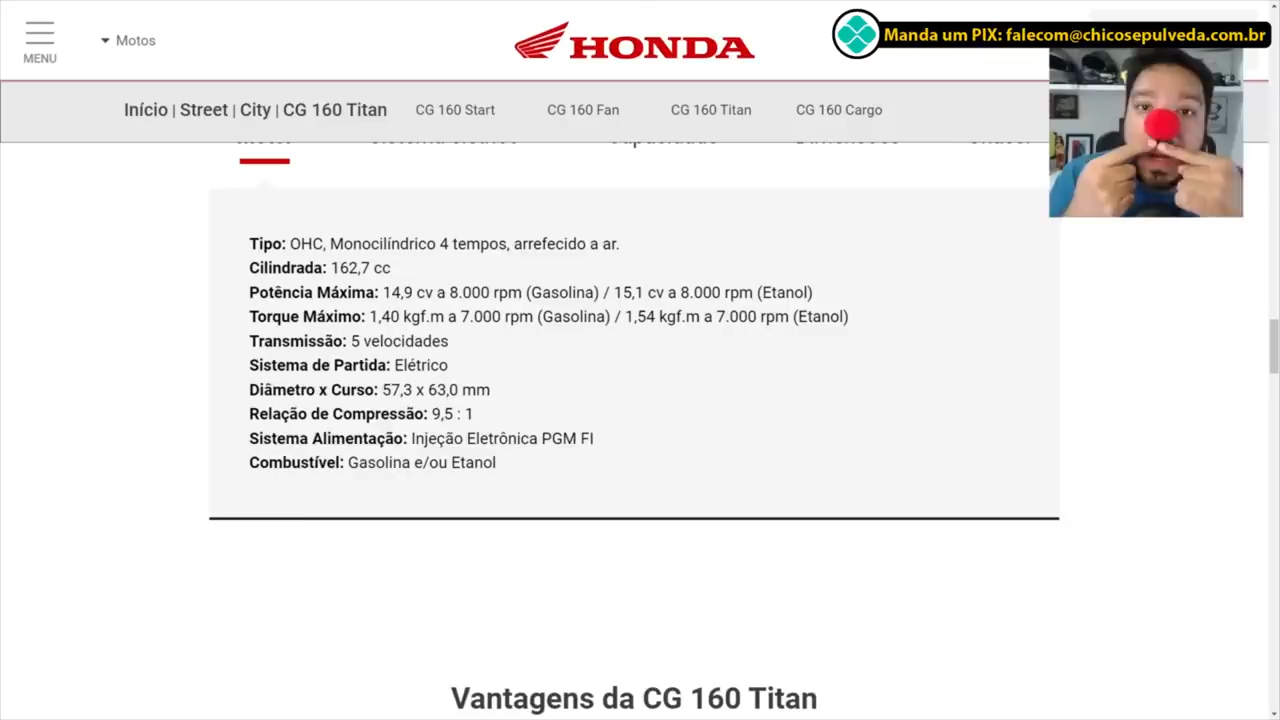 MENU
Motos
HONDA
Manda um PIX: falecom@chicosepulveda.com.br
Início | Street | City | CG 160 Titan
CG 160 Start
CG 160 Fan
CG 160 Titan
CG 160 Cargo
Tipo: OHC, Monocilíndrico 4 tempos, arrefecido a ar.
Cilindrada: 162,7 cc
Potência Máxima: 14,9 cv a 8.000 rpm (Gasolina) / 15,1 cv a 8.000 rpm (Etanol)
Torque Máximo: 1,40 kgf.m a 7.000 rpm (Gasolina) / 1,54 kgf.m a 7.000 rpm (Etanol)
Transmissão: 5 velocidades
Sistema de Partida: Elétrico
Diâmetro x Curso: 57,3 x 63,0 mm
Relação de Compressão: 9,5 : 1
Sistema Alimentação: Injeção Eletrônica PGM FI
Combustível: Gasolina e/ou Etanol
Vantagens da CG 160 Titan